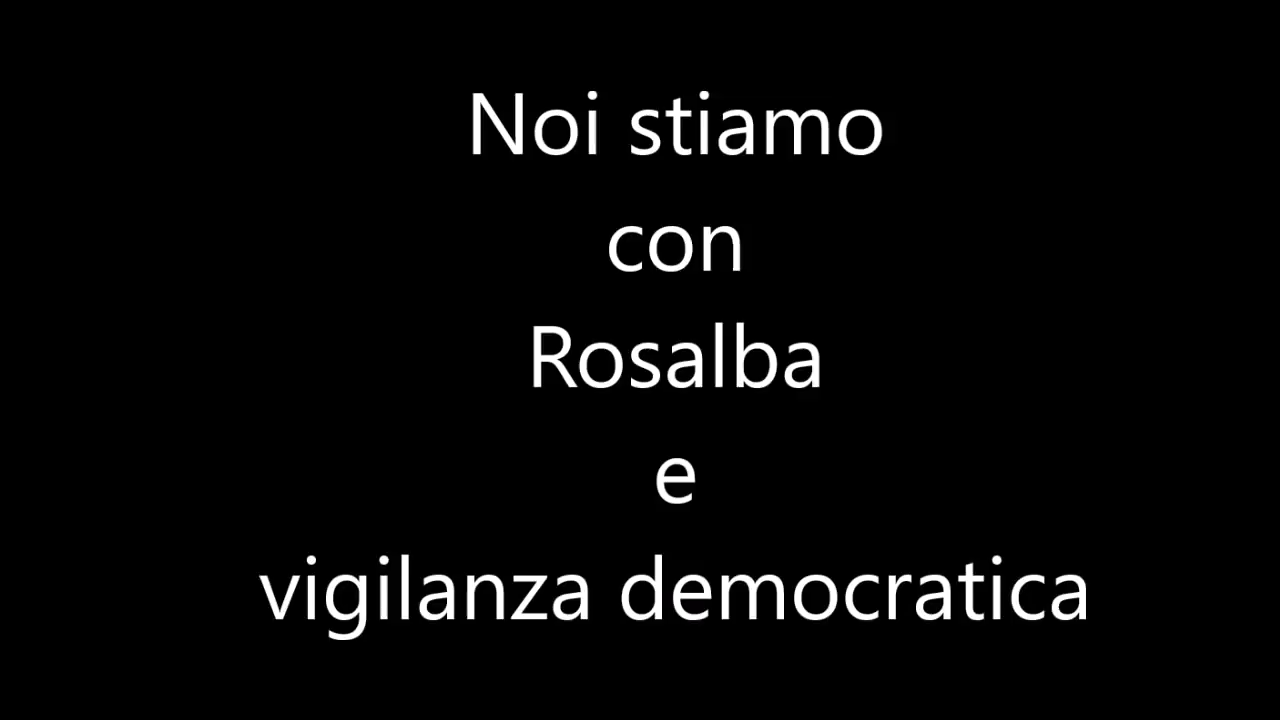 Noi stiamo
con
Rosalba
e
vigilanza democratica